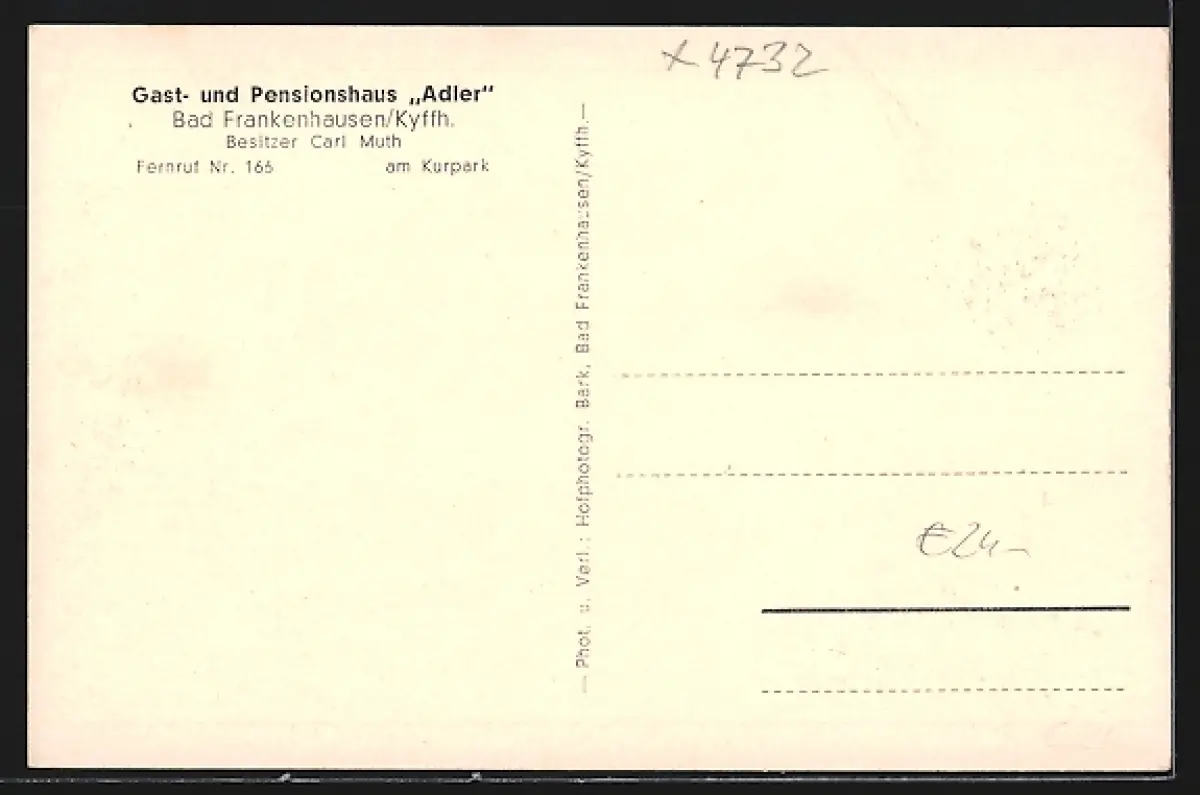 Gast- und Pensionshaus „Adler“
Bad Frankenhausen/Kyffh.
Besitzer Carl Muth
Fernruf Nr. 166 am Kurpark
— Phot. u. Verl.: Hofphotogr. Bark, Bad Frankenhausen/Kyffh. —
x 4732
€24,-